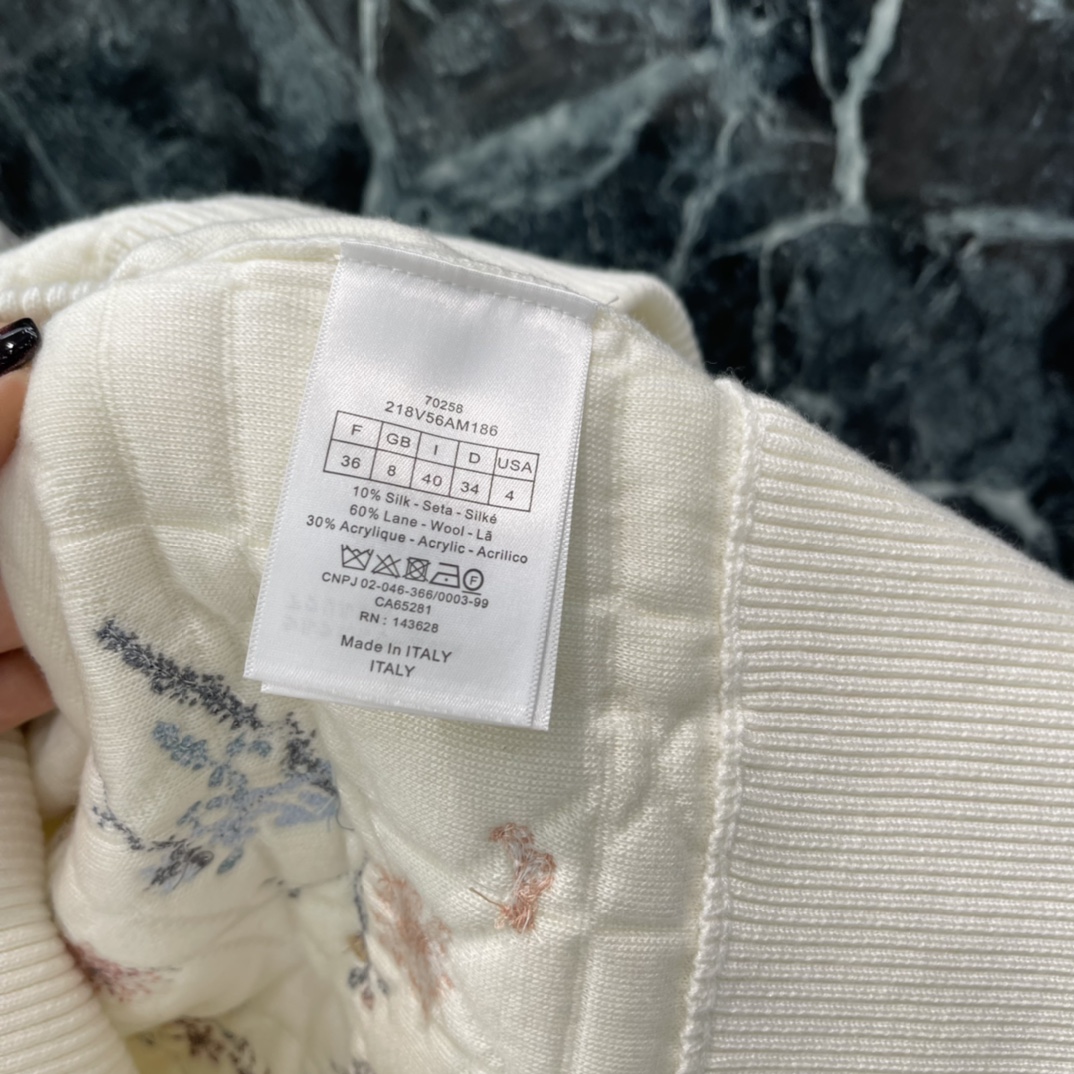 70258
218V56AM186
F GB I D USA
36 8 40 34 4
10% Silk - Seta - Silké
60% Lane - Wool - Lã
30% Acrylique - Acrylic - Acrilico
F
CNPJ 02-046-366/0003-99
CA65281
RN : 143628
Made In ITALY
ITALY